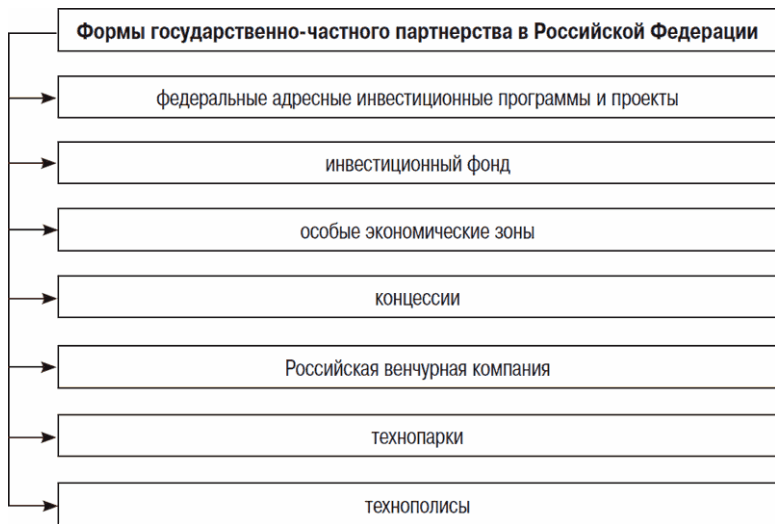 Формы государственно-частного партнерства в Российской Федерации
федеральные адресные инвестиционные программы и проекты
инвестиционный фонд
особые экономические зоны
концессии
Российская венчурная компания
технопарки
технополисы